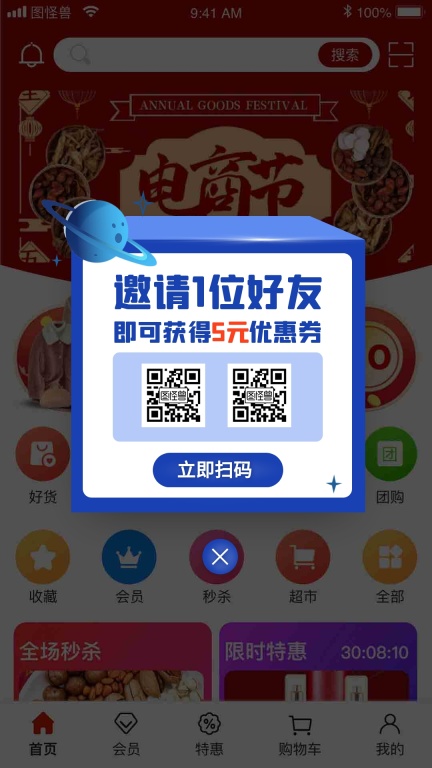 图怪兽
9:41 AM
100%
搜索
ANNUAL GOODS FESTIVAL
电商节
邀请1位好友
即可获得5元优惠券
图怪兽
图怪兽
立即扫码
好货
团购
收藏
会员
秒杀
超市
全部
全场秒杀
限时特惠
30:08:10
首页
会员
特惠
购物车
我的